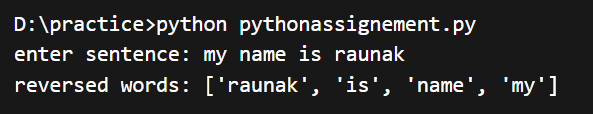 D:\practice>python pythonassignement.py
enter sentence: my name is raunak
reversed words: ['raunak', 'is', 'name', 'my']